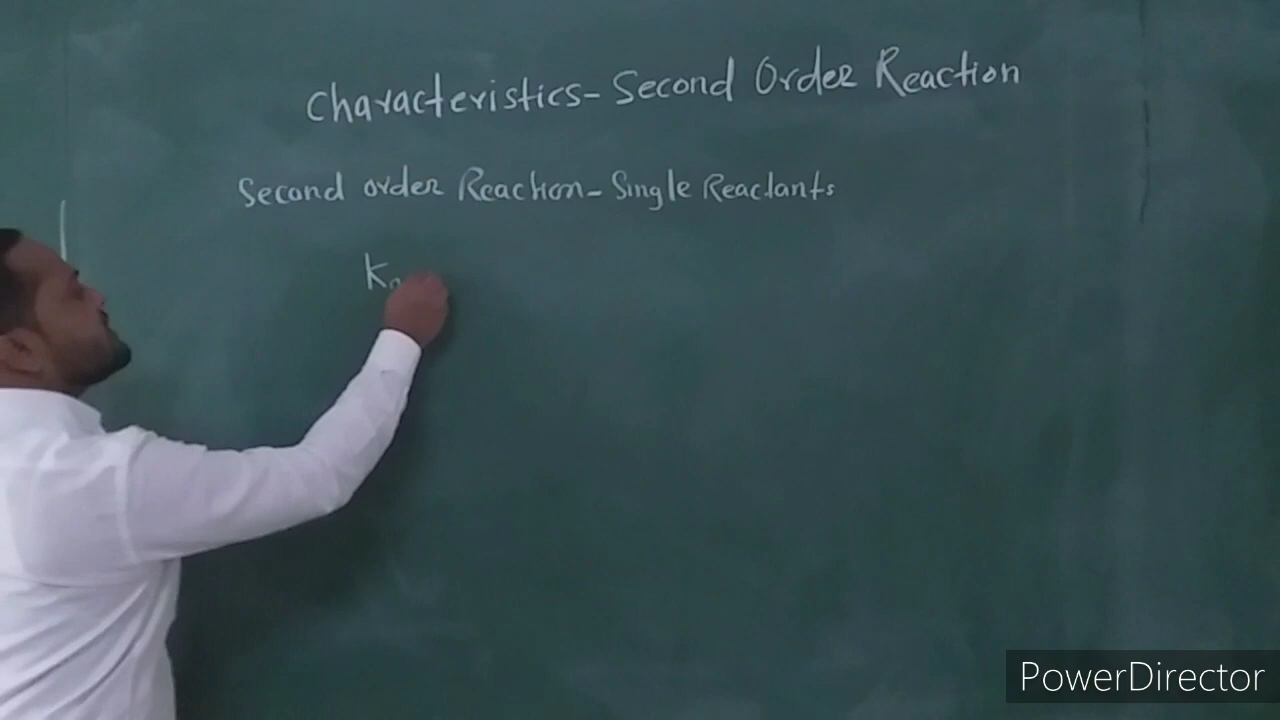 Characteristics- Second Order Reaction
Second order Reaction- Single Reactants
K
PowerDirector